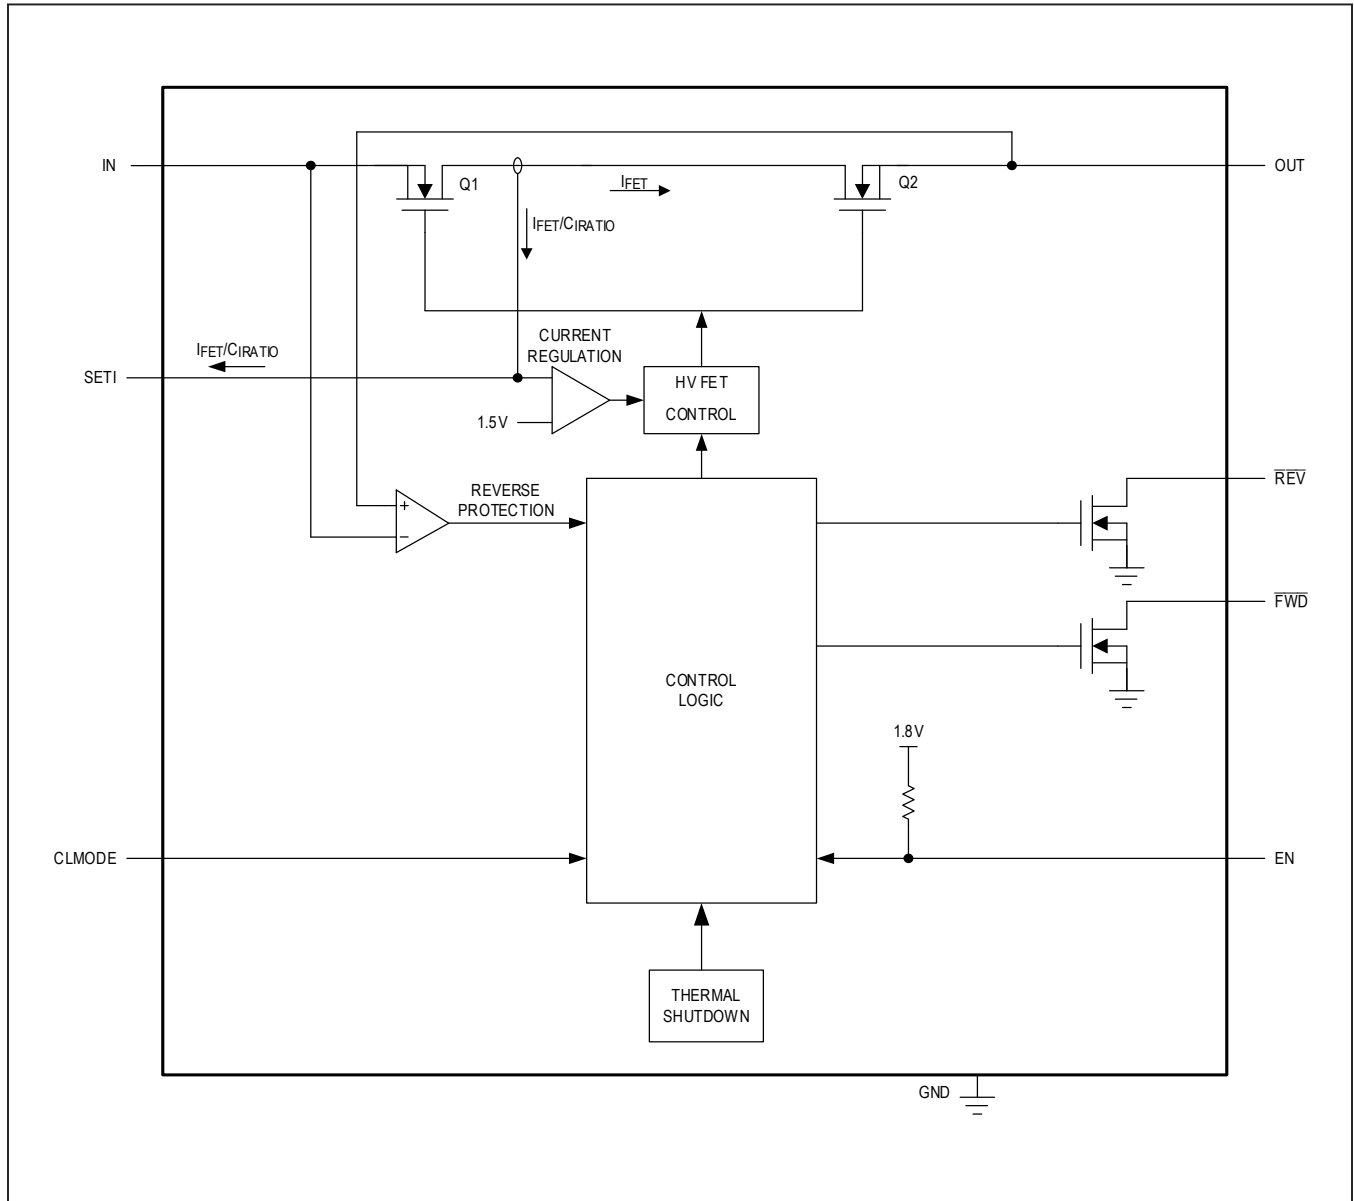 IN
Q1
IFET
Q2
OUT
IFET/CIRATIO
CURRENT
REGULATION
IFET/CIRATIO
SETI
HV FET
CONTROL
1.5V
REVERSE
PROTECTION
+
−
REV
FWD
CONTROL
LOGIC
1.8V
CLMODE
EN
THERMAL
SHUTDOWN
GND